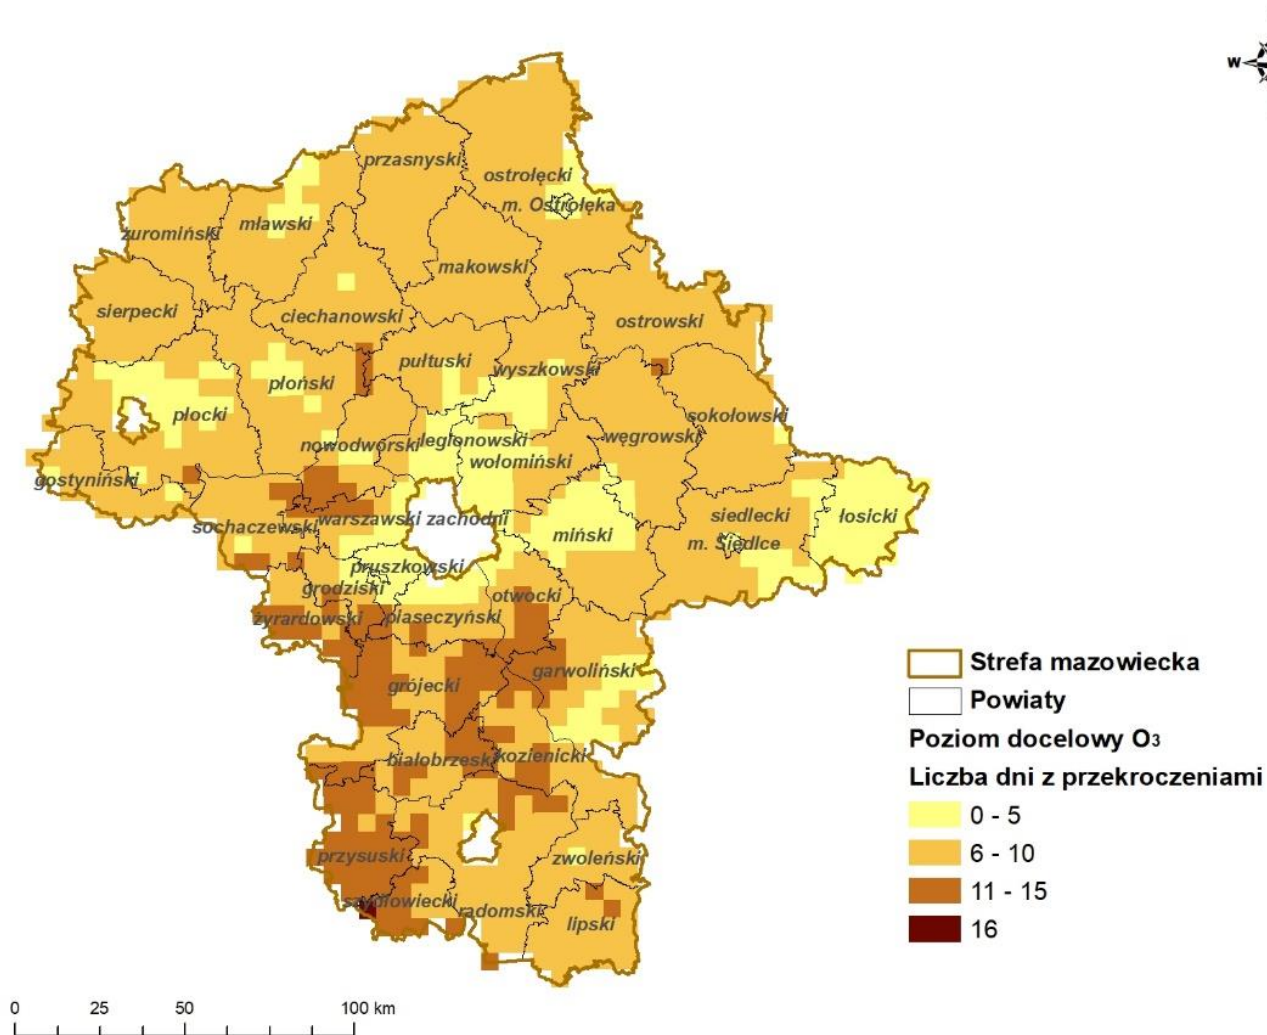 W
przasnyski
ostrołęcki
m. Ostrołęka
mławski
żuromiński
makowski
sierpecki
ciechanowski
ostrowski
pułtuski
wyszkowski
płoński
płocki
sokołowski
węgrowski
nowodworski
legionowski
wołomiński
gostyniński
sochaczewski
warszawski zachodni
miński
siedlecki
łosicki
m. Siedlce
pruszkowski
grodziski
otwocki
żyrardowski
piaseczyński
garwoliński
grójecki
białobrzeski
kozienicki
przysuski
zwoleński
szydłowiecki
radomski
lipski
Strefa mazowiecka
Powiaty
Poziom docelowy O3
Liczba dni z przekroczeniami
0 - 5
6 - 10
11 - 15
16
0 25 50 100 km